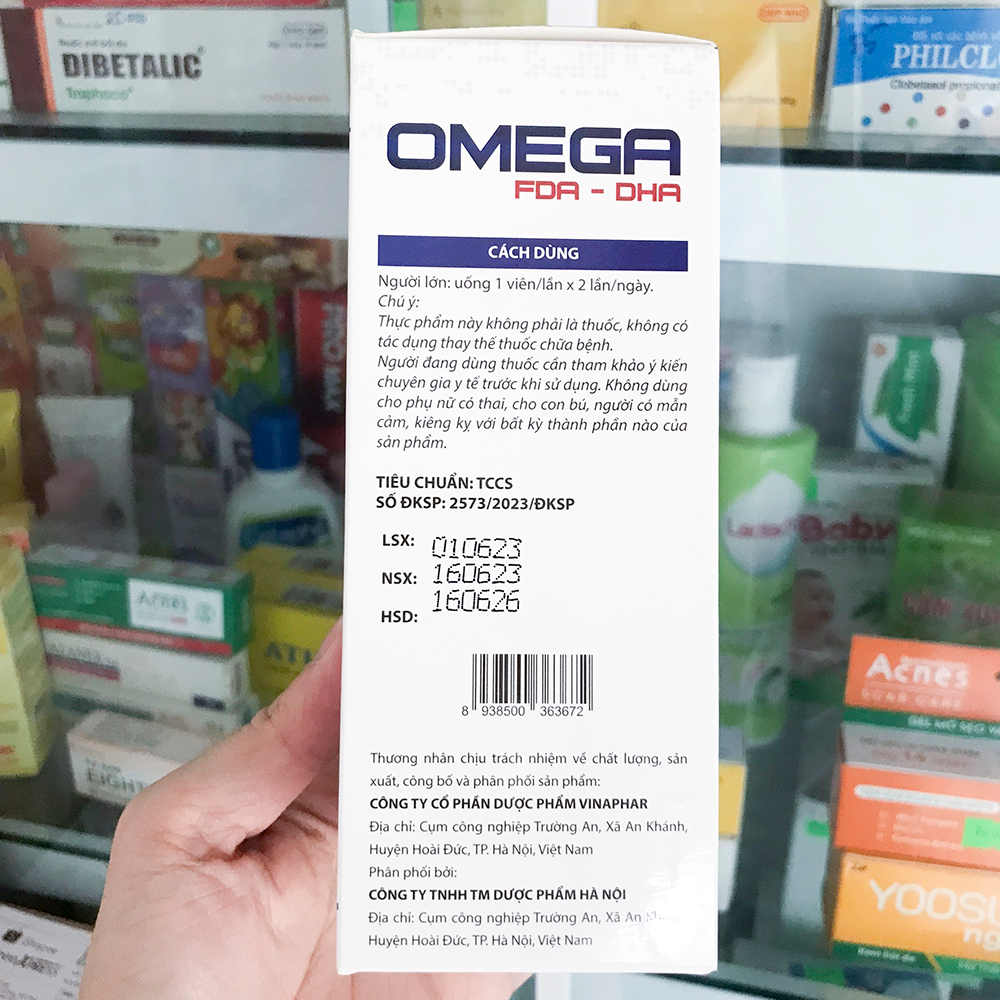 DIBETALIC
Traphaco
PHILCLO
Clobetasol propionat
OMEGA
FDA - DHA
CÁCH DÙNG
Người lớn: uống 1 viên/lần x 2 lần/ngày.
Chú ý:
Thực phẩm này không phải là thuốc, không có
tác dụng thay thế thuốc chữa bệnh.
Người đang dùng thuốc cần tham khảo ý kiến
chuyên gia y tế trước khi sử dụng. Không dùng
cho phụ nữ có thai, cho con bú, người có mẫn
cảm, kiêng kỵ với bất kỳ thành phần nào của
sản phẩm.
TIÊU CHUẨN: TCCS
SỐ ĐKSP: 2573/2023/ĐKSP
LSX: 010623
NSX: 160623
HSD: 160626
8 938500 363672
Thương nhân chịu trách nhiệm về chất lượng, sản
xuất, công bố và phân phối sản phẩm:
CÔNG TY CỔ PHẦN DƯỢC PHẨM VINAPHAR
Địa chỉ: Cụm công nghiệp Trường An, Xã An Khánh,
Huyện Hoài Đức, TP. Hà Nội, Việt Nam
Phân phối bởi:
CÔNG TY TNHH TM DƯỢC PHẨM HÀ NỘI
Địa chỉ: Cụm công nghiệp Trường An, Xã An Khánh,
Huyện Hoài Đức, TP. Hà Nội, Việt Nam
Acnes
EIGHT
Baby
Acnes
YOOSU